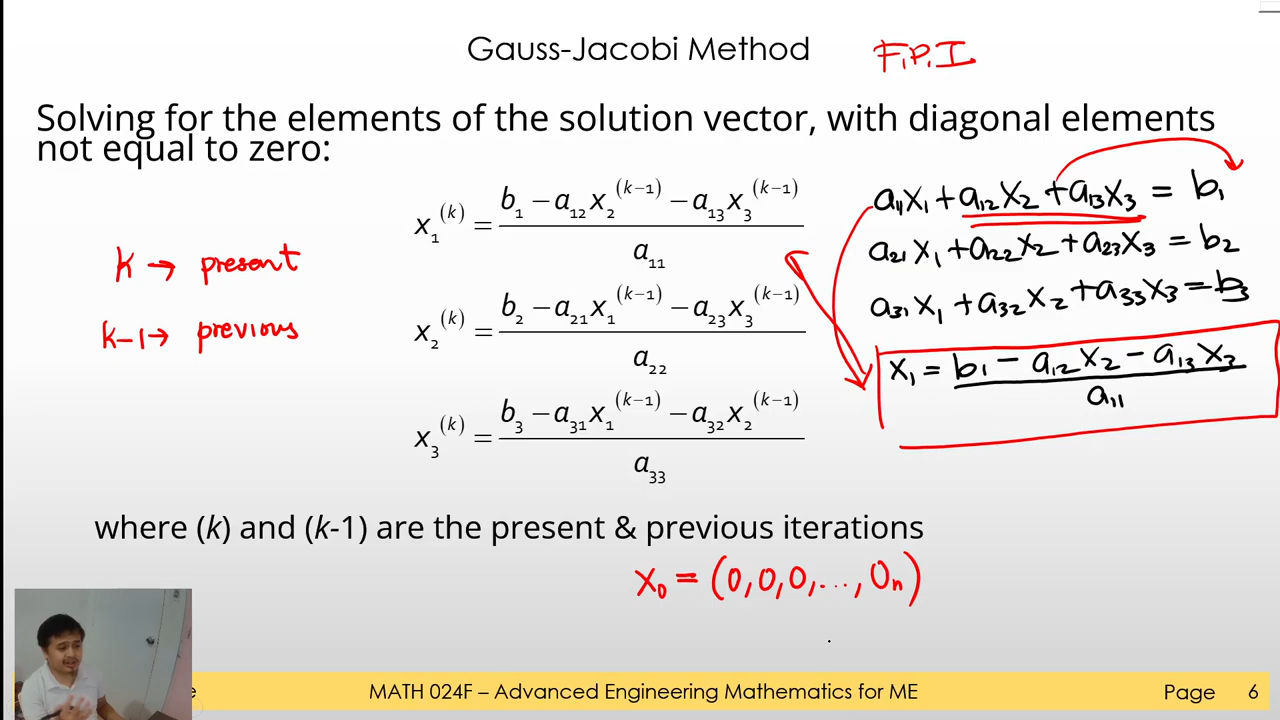 Gauss-Jacobi Method F.P.I
Solving for the elements of the solution vector, with diagonal elements
not equal to zero:
x₁⁽ᵏ⁾ = (b₁ − a₁₂x₂⁽ᵏ⁻¹⁾ − a₁₃x₃⁽ᵏ⁻¹⁾) / a₁₁
x₂⁽ᵏ⁾ = (b₂ − a₂₁x₁⁽ᵏ⁻¹⁾ − a₂₃x₃⁽ᵏ⁻¹⁾) / a₂₂
x₃⁽ᵏ⁾ = (b₃ − a₃₁x₁⁽ᵏ⁻¹⁾ − a₃₂x₂⁽ᵏ⁻¹⁾) / a₃₃
k → present
k−1 → previous
a₁₁x₁ + a₁₂x₂ + a₁₃x₃ = b₁
a₂₁x₁ + a₂₂x₂ + a₂₃x₃ = b₂
a₃₁x₁ + a₃₂x₂ + a₃₃x₃ = b₃
x₁ = (b₁ − a₁₂x₂ − a₁₃x₃) / a₁₁
where (k) and (k-1) are the present & previous iterations
x₀ = (0, 0, 0, ..., 0ₙ)
MATH 024F – Advanced Engineering Mathematics for ME
Page 6